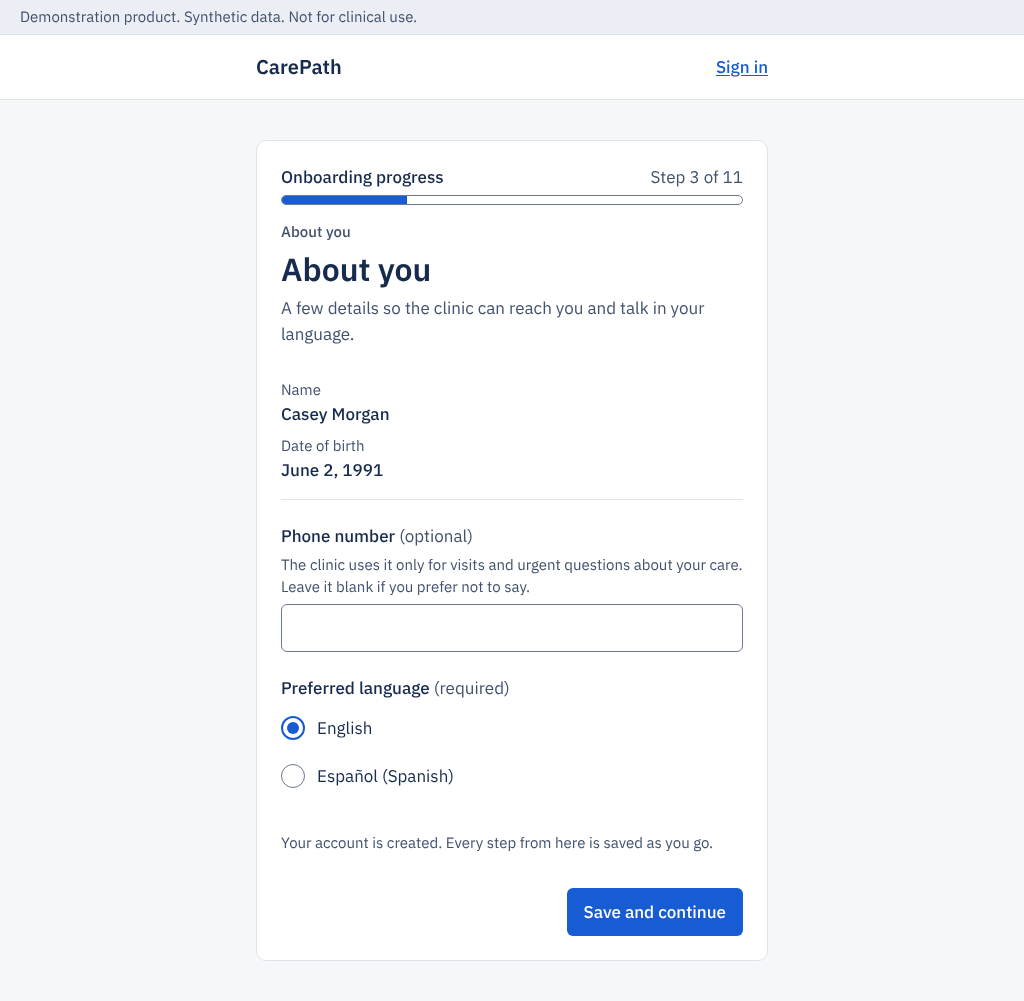 Demonstration product. Synthetic data. Not for clinical use.
CarePath
Sign in
Onboarding progress
Step 3 of 11
About you
About you
A few details so the clinic can reach you and talk in your
language.
Name
Casey Morgan
Date of birth
June 2, 1991
Phone number (optional)
The clinic uses it only for visits and urgent questions about your care.
Leave it blank if you prefer not to say.
Preferred language (required)
English
Español (Spanish)
Your account is created. Every step from here is saved as you go.
Save and continue